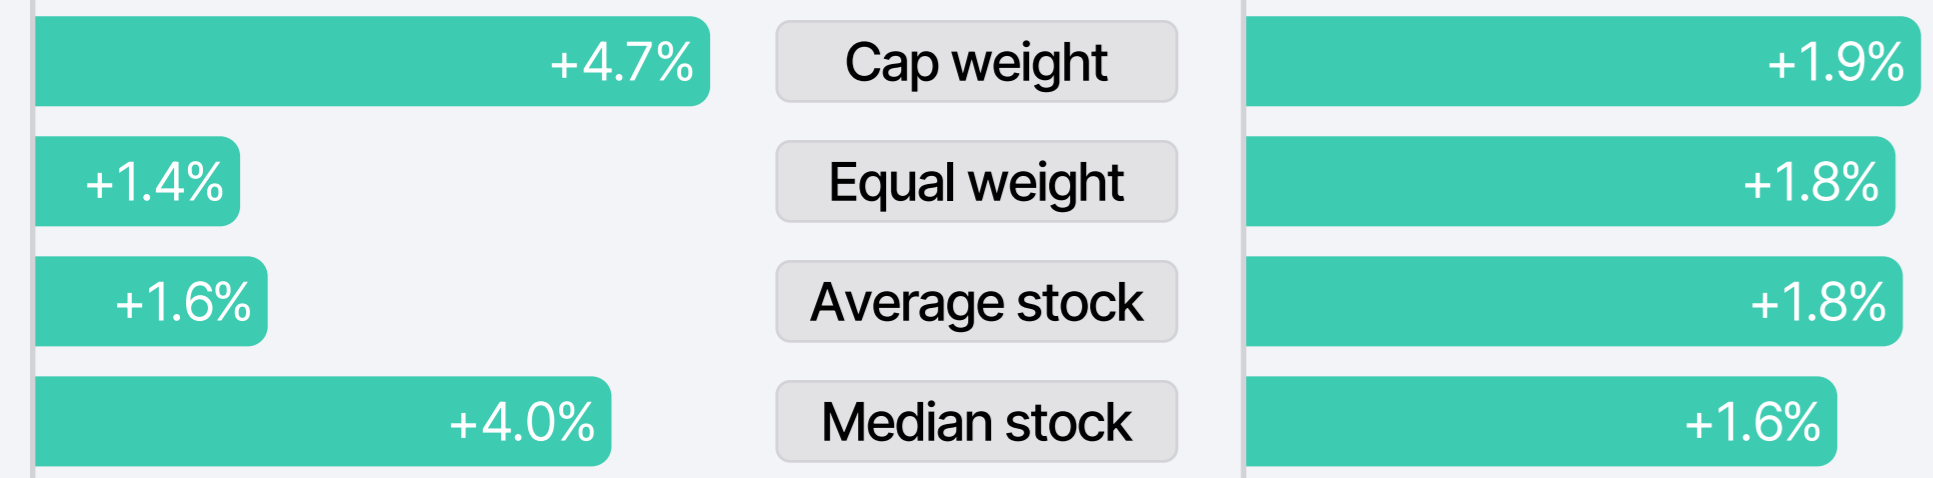 +4.7% Cap weight +1.9%
+1.4% Equal weight +1.8%
+1.6% Average stock +1.8%
+4.0% Median stock +1.6%